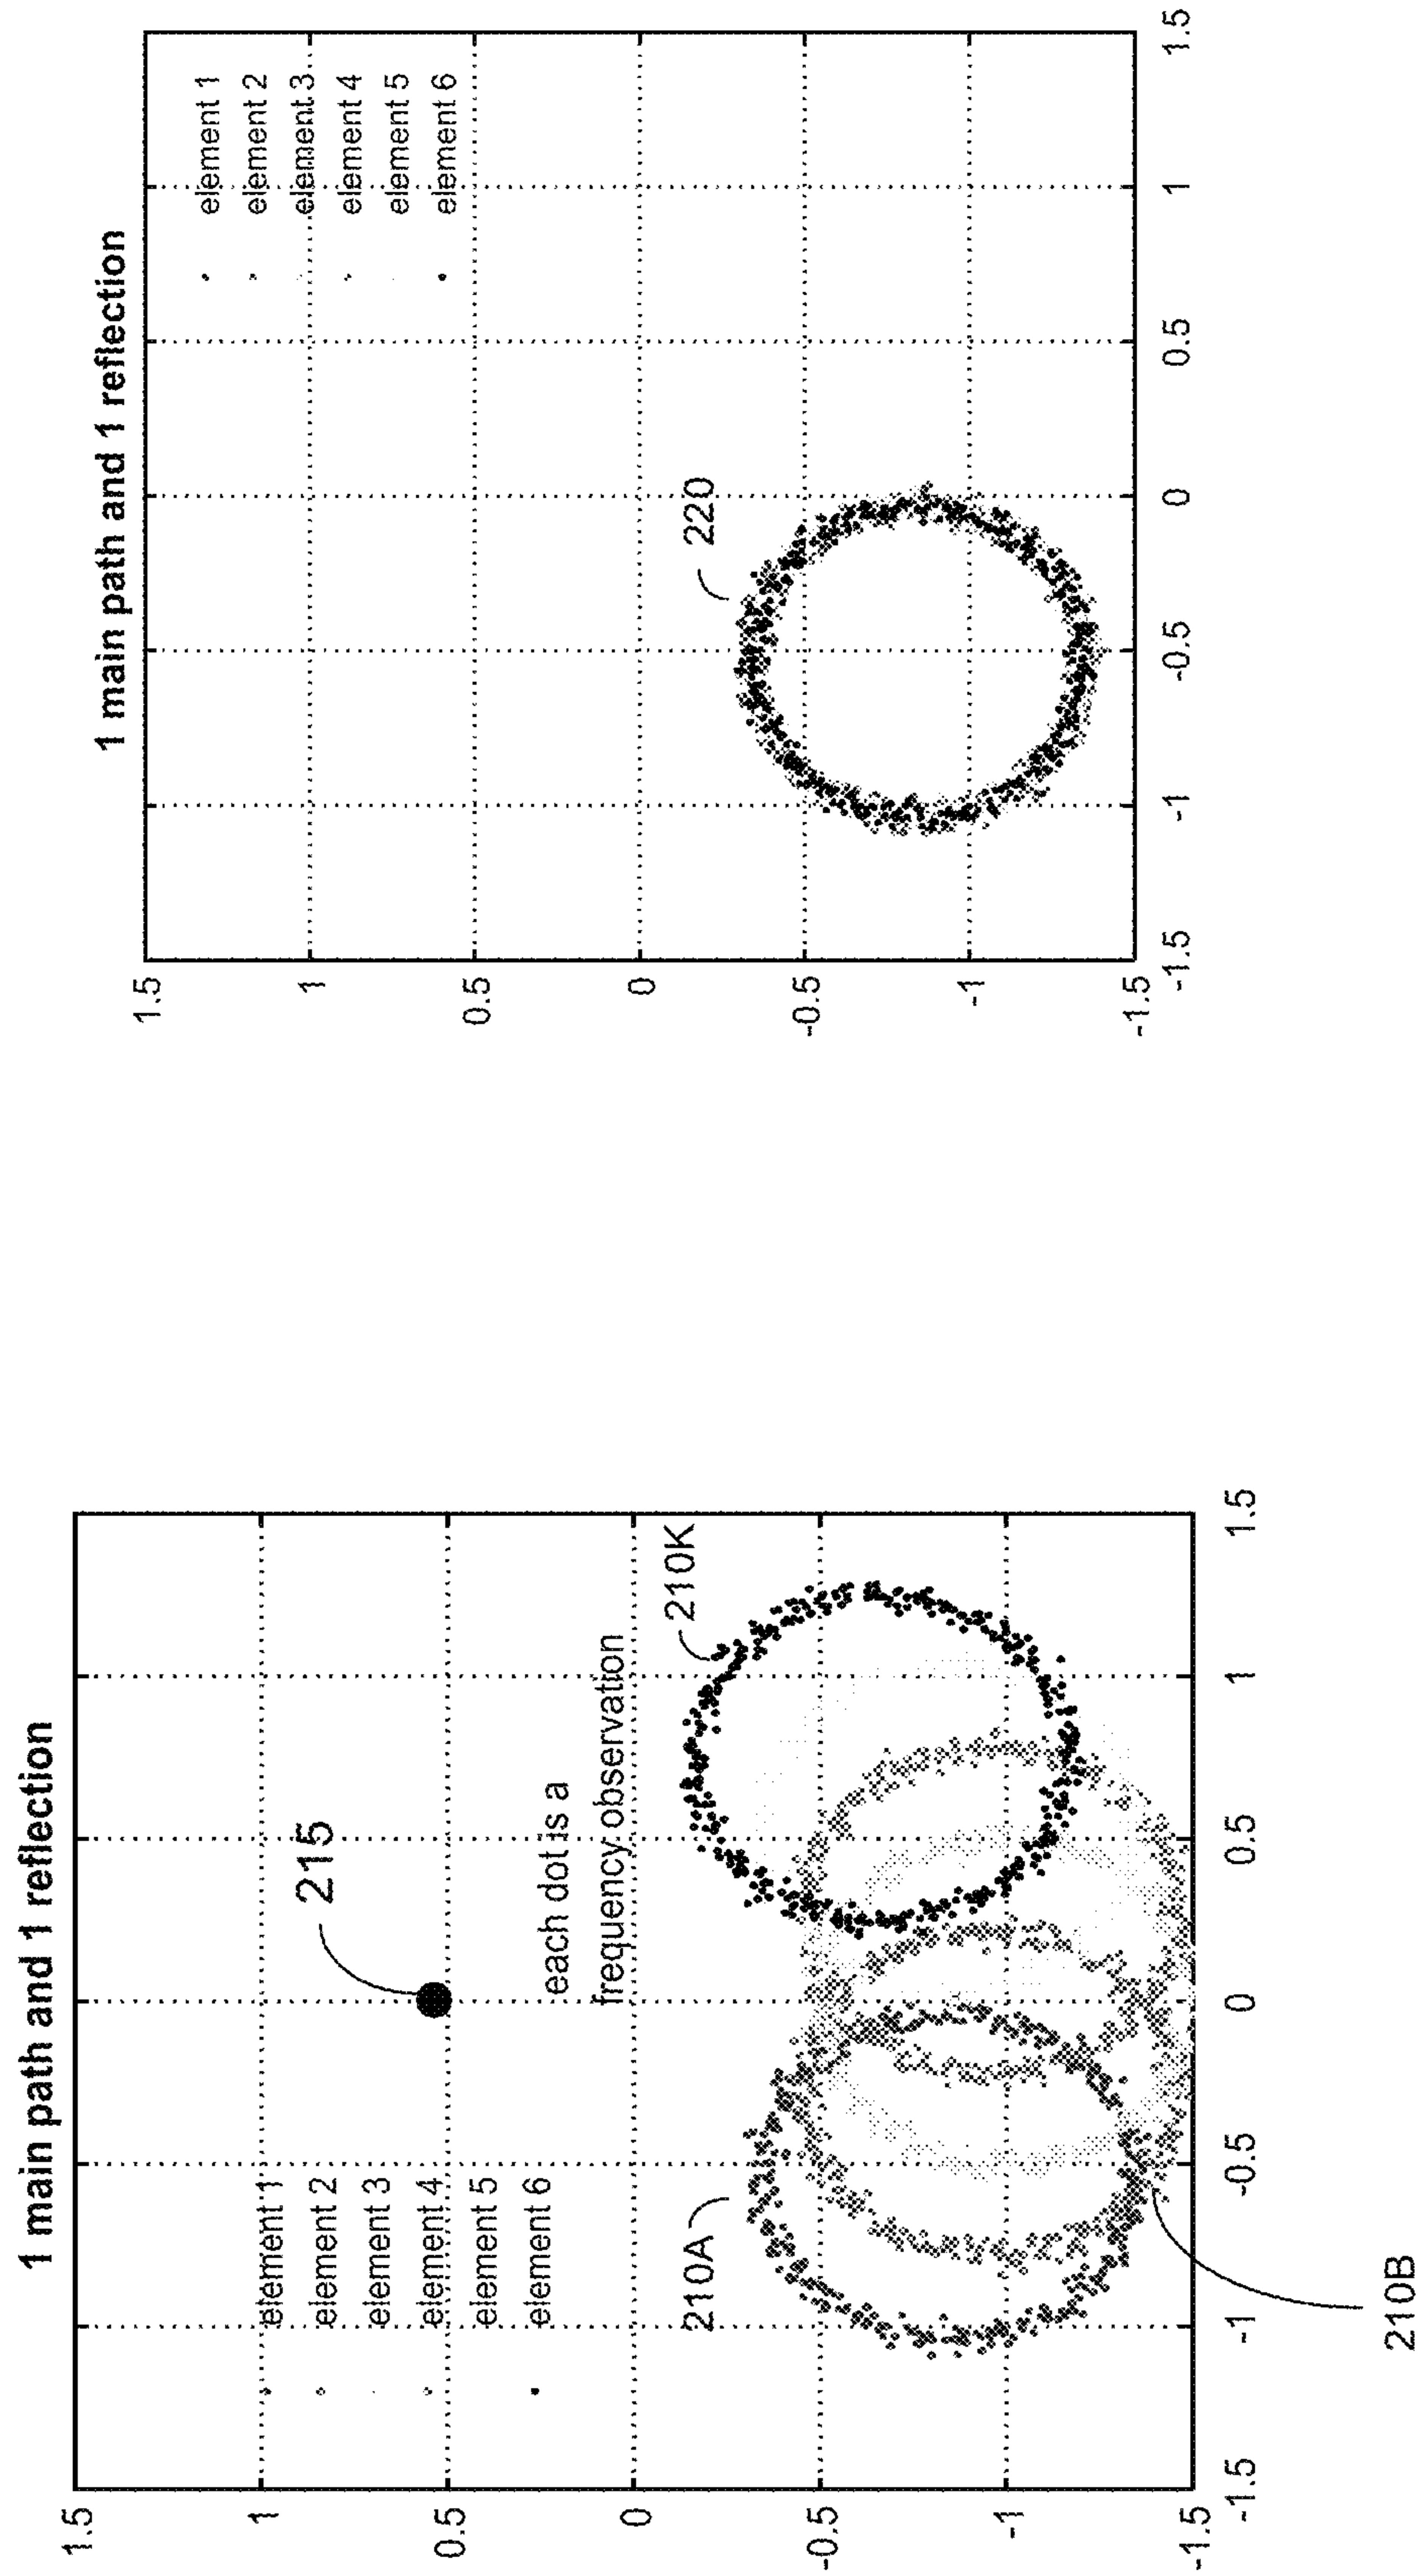 1 main path and 1 reflection
1.5
1
0.5
0
-0.5
-1
-1.5
element 1
element 2
element 3
element 4
element 5
element 6
215
each dot is a
frequency observation
210A
210K
-1.5
-1
-0.5
0
0.5
1
1.5
210B
1 main path and 1 reflection
1.5
1
0.5
0
-0.5
-1
-1.5
element 1
element 2
element 3
element 4
element 5
element 6
220
-1.5
-1
-0.5
0
0.5
1
1.5